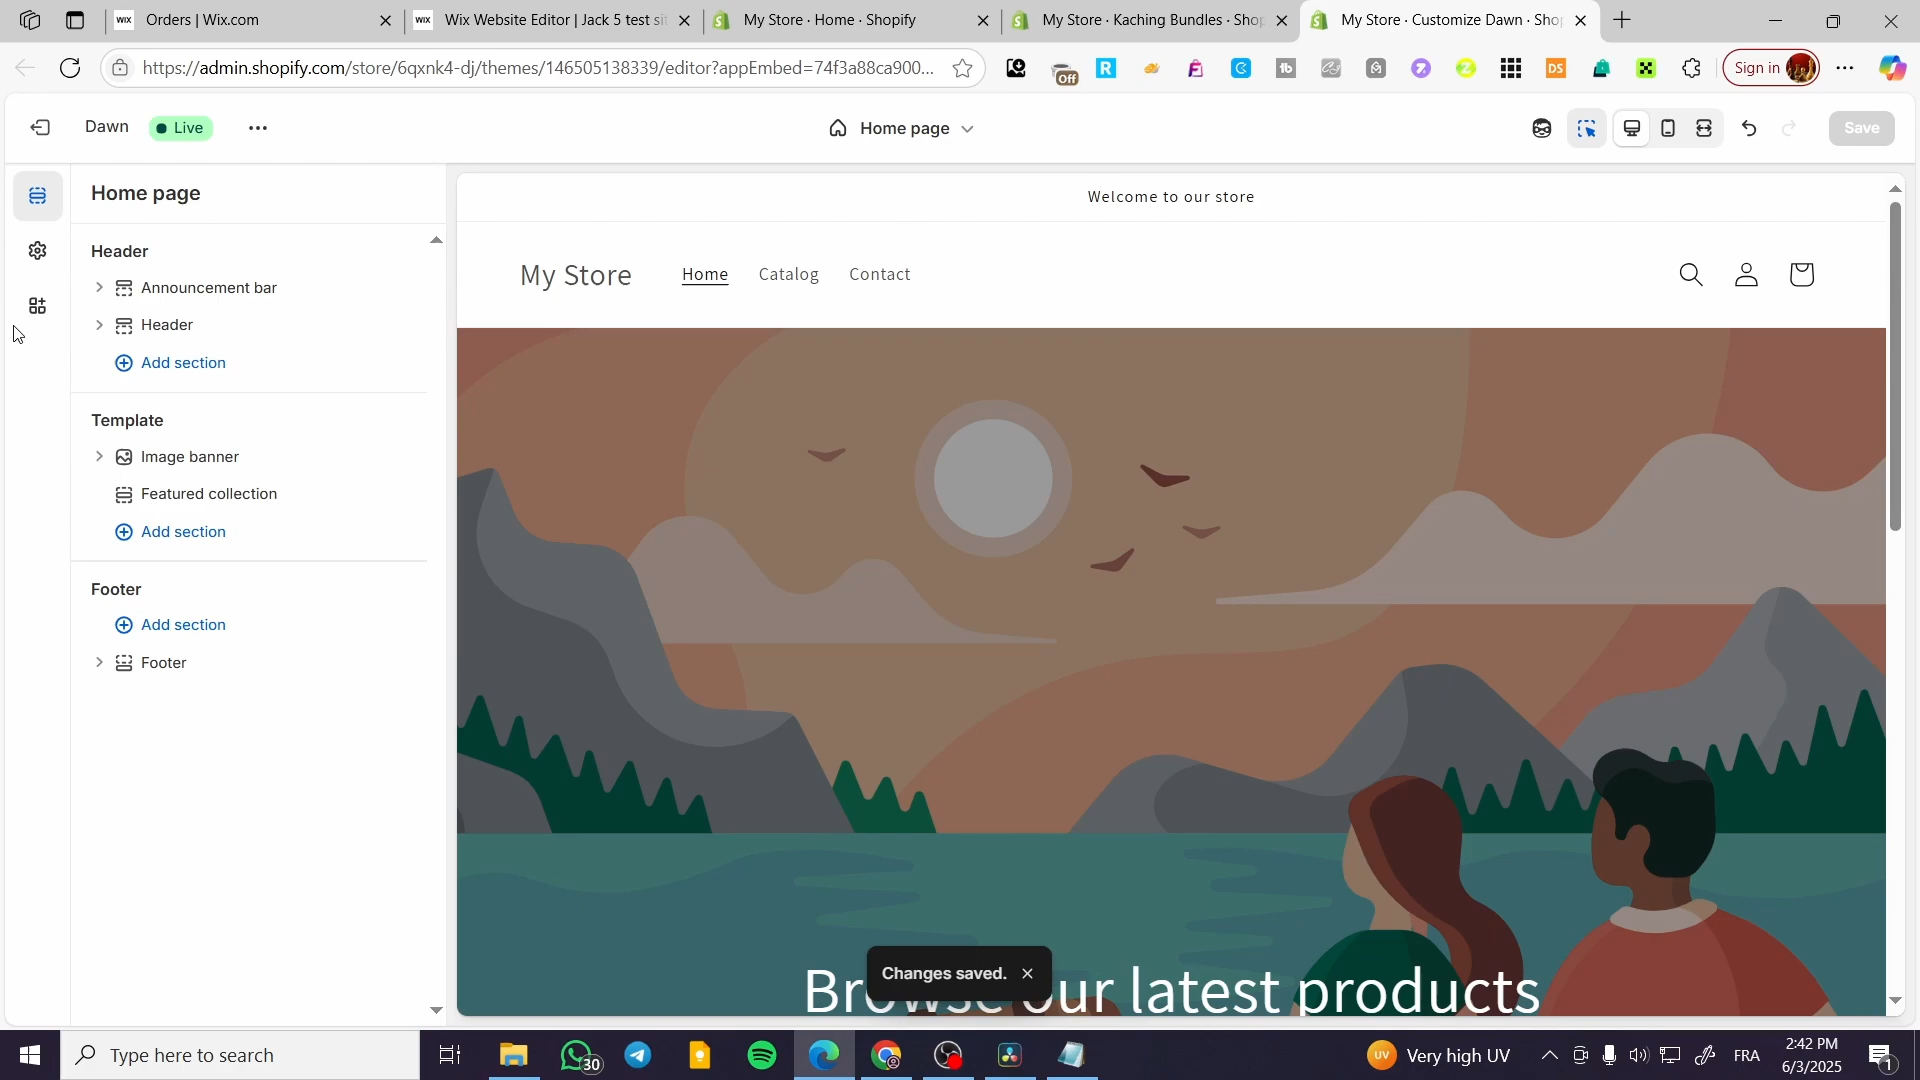 Orders | Wix.com
Wix Website Editor | Jack 5 test sit
My Store · Home · Shopify
My Store · Kaching Bundles · Sho
My Store · Customize Dawn · Sho
https://admin.shopify.com/store/6qxnk4-dj/themes/146505138339/editor?appEmbed=74f3a88ca900...
Off
Sign in
Dawn
Live
Home page
Save
Home page
Header
Announcement bar
Header
Add section
Template
Image banner
Featured collection
Add section
Footer
Add section
Footer
Welcome to our store
My Store
Home
Catalog
Contact
Browse our latest products
Changes saved.
Type here to search
30
UV
Very high UV
FRA
2:42 PM
6/3/2025
1